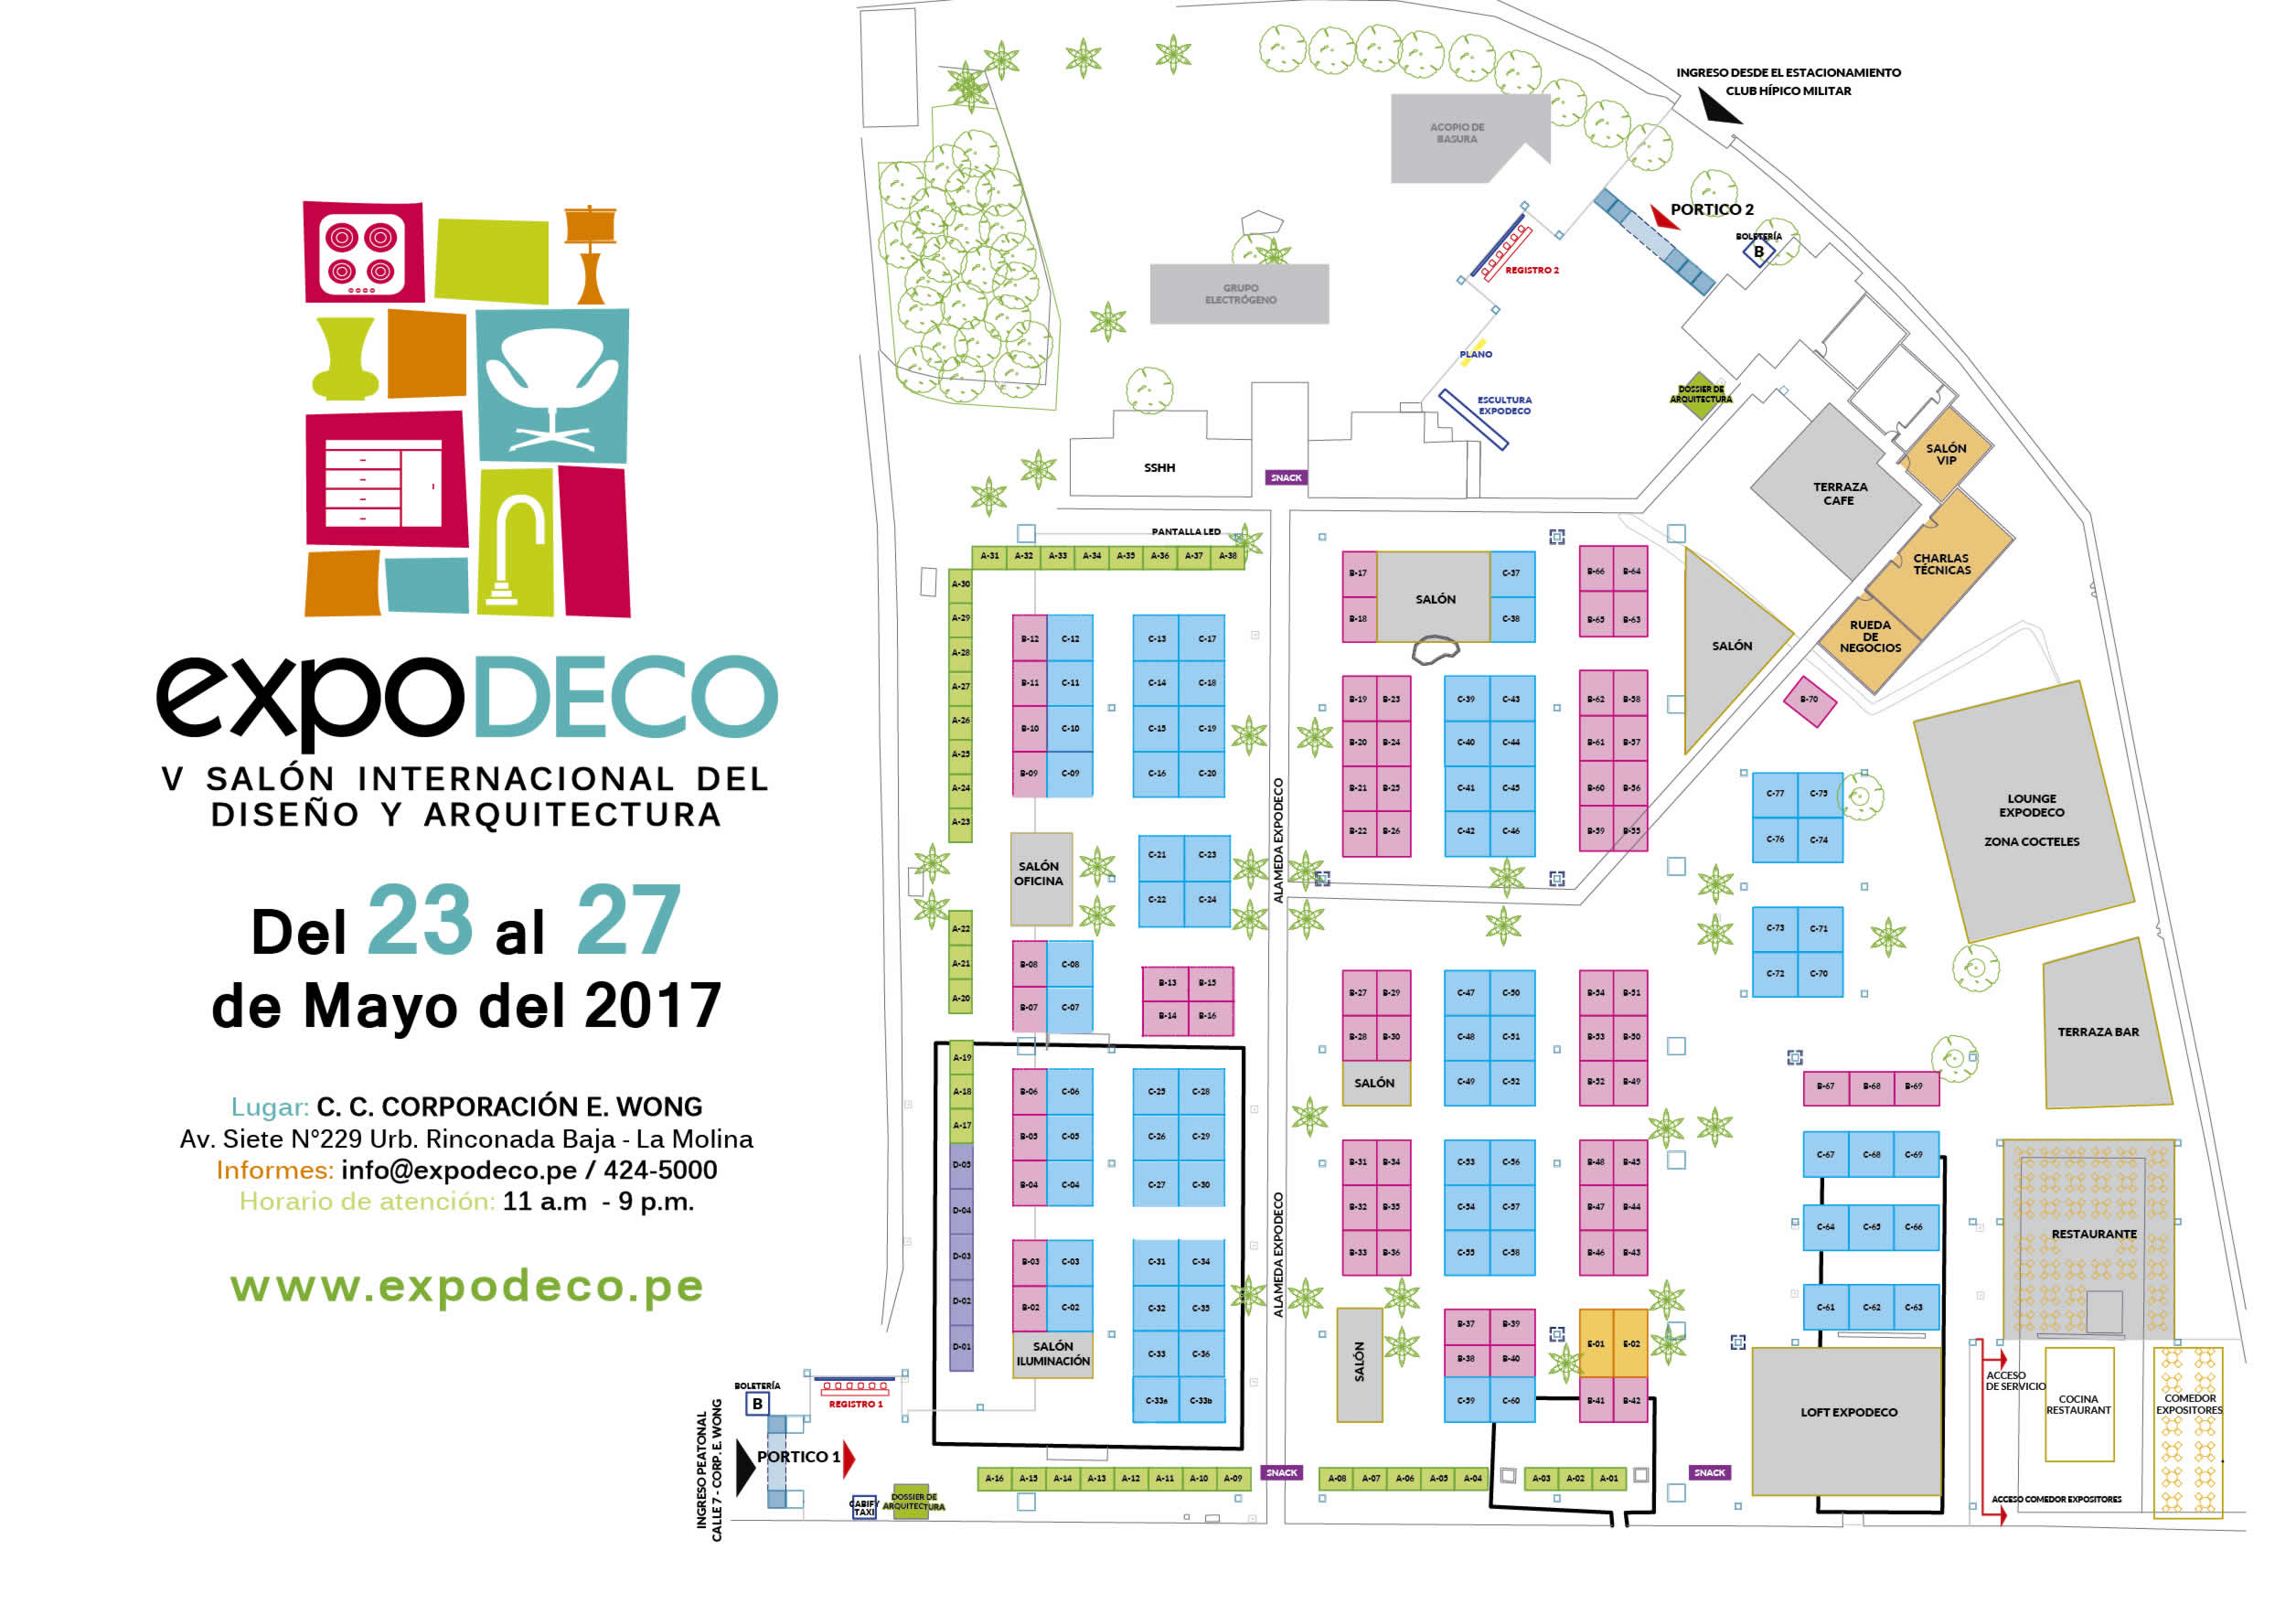 expoDECO
V SALÓN INTERNACIONAL DEL
DISEÑO Y ARQUITECTURA
Del 23 al 27
de Mayo del 2017
Lugar: C. C. CORPORACIÓN E. WONG
Av. Siete N°229 Urb. Rinconada Baja - La Molina
Informes: info@expodeco.pe / 424-5000
Horario de atención: 11 a.m - 9 p.m.
www.expodeco.pe
INGRESO DESDE EL ESTACIONAMIENTO
CLUB HÍPICO MILITAR
ACOPIO DE
BASURA
PORTICO 2
BOLETERÍA
B
REGISTRO 2
GRUPO
ELECTRÓGENO
PLANO
ESCULTURA
EXPODECO
DOSSIER DE
ARQUITECTURA
SSHH
SNACK
SALÓN
VIP
TERRAZA
CAFE
CHARLAS
TÉCNICAS
RUEDA
DE
NEGOCIOS
PANTALLA LED
A-31 A-32 A-33 A-34 A-35 A-36 A-37 A-38
A-30
A-29
A-28
A-27
A-26
A-25
A-24
A-23
B-12 C-12 C-13 C-17
B-11 C-11 C-14 C-18
B-10 C-10 C-15 C-19
B-09 C-09 C-16 C-20
SALÓN
OFICINA
C-21 C-23
C-22 C-24
A-22
A-21
A-20
B-08 C-08
B-07 C-07
B-13 B-15
B-14 B-16
A-19
A-18
A-17
D-05
D-04
D-03
D-02
D-01
B-06 C-06 C-25 C-28
B-05 C-05 C-26 C-29
B-04 C-04 C-27 C-30
B-03 C-03 C-31 C-34
B-02 C-02 C-32 C-35
SALÓN
ILUMINACIÓN
C-33 C-36
C-33a C-33b
ALAMEDA EXPODECO
ALAMEDA EXPODECO
B-17 SALÓN C-37
B-18 C-38
B-66 B-64
B-65 B-63
SALÓN
B-19 B-23 C-39 C-43 B-62 B-58
B-20 B-24 C-40 C-44 B-61 B-57
B-21 B-25 C-41 C-45 B-60 B-56
B-22 B-26 C-42 C-46 B-59 B-55
B-70
C-77 C-75
C-76 C-74
C-73 C-71
C-72 C-70
LOUNGE
EXPODECO
ZONA COCTELES
TERRAZA BAR
B-27 B-29 C-47 C-50 B-54 B-51
B-28 B-30 C-48 C-51 B-53 B-50
SALÓN C-49 C-52 B-52 B-49
B-67 B-68 B-69
B-31 B-34 C-53 C-56 B-48 B-45
B-32 B-35 C-54 C-57 B-47 B-44
B-33 B-36 C-55 C-58 B-46 B-43
C-67 C-68 C-69
C-64 C-65 C-66
C-61 C-62 C-63
RESTAURANTE
SALÓN
B-37 B-39
B-38 B-40
C-59 C-60
E-01 E-02
B-41 B-42
LOFT EXPODECO
ACCESO
DE SERVICIO
COCINA
RESTAURANT
COMEDOR
EXPOSITORES
ACCESO COMEDOR EXPOSITORES
BOLETERÍA
B
REGISTRO 1
PORTICO 1
INGRESO PEATONAL
CALLE 7 - CORP. E. WONG
CABIFY
TAXI
DOSSIER DE
ARQUITECTURA
A-16 A-15 A-14 A-13 A-12 A-11 A-10 A-09
SNACK
A-08 A-07 A-06 A-05 A-04
A-03 A-02 A-01
SNACK